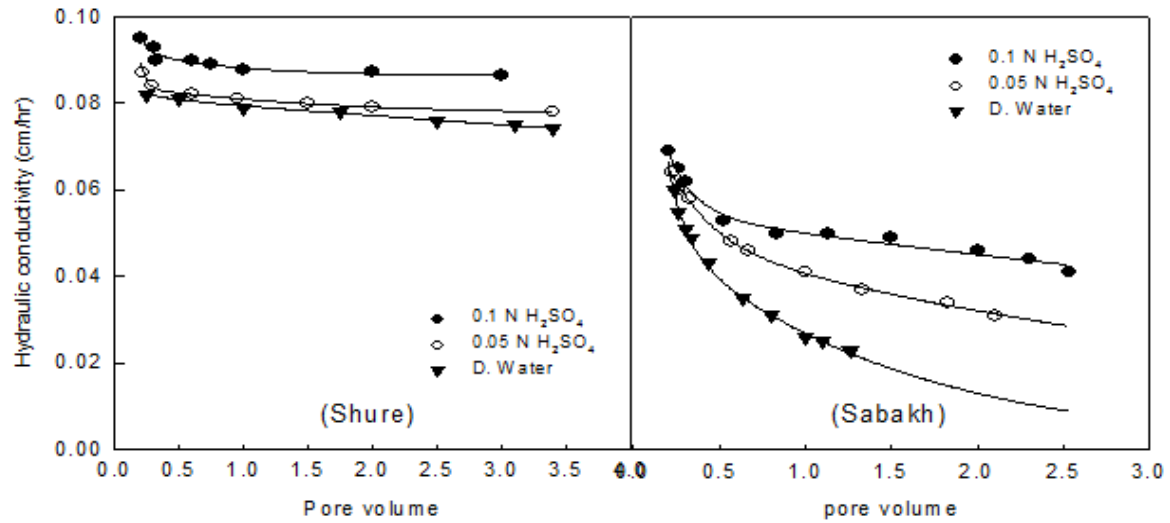 0.10
0.08
0.06
0.04
0.02
0.00
Hydraulic conductivity (cm/hr)
0.1 N H₂SO₄
0.05 N H₂SO₄
D. Water
(Shure)
0.0 0.5 1.0 1.5 2.0 2.5 3.0 3.5 4.0
Pore volume
0.1 N H₂SO₄
0.05 N H₂SO₄
D. Water
(Sabakh)
0.0 0.5 1.0 1.5 2.0 2.5 3.0
pore volume